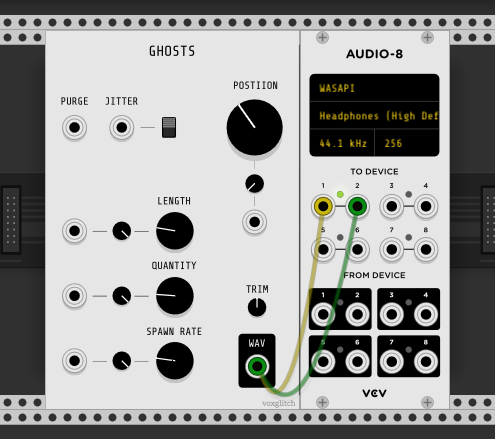 GHOSTS
POSTIION
PURGE JITTER
LENGTH
QUANTITY
SPAWN RATE
TRIM
WAV
voxglitch
AUDIO-8
WASAPI
Headphones (High Def
44.1 kHz 256
TO DEVICE
1 2 3 4
5 6 7 8
FROM DEVICE
1 2 3 4
5 6 7 8
VCV